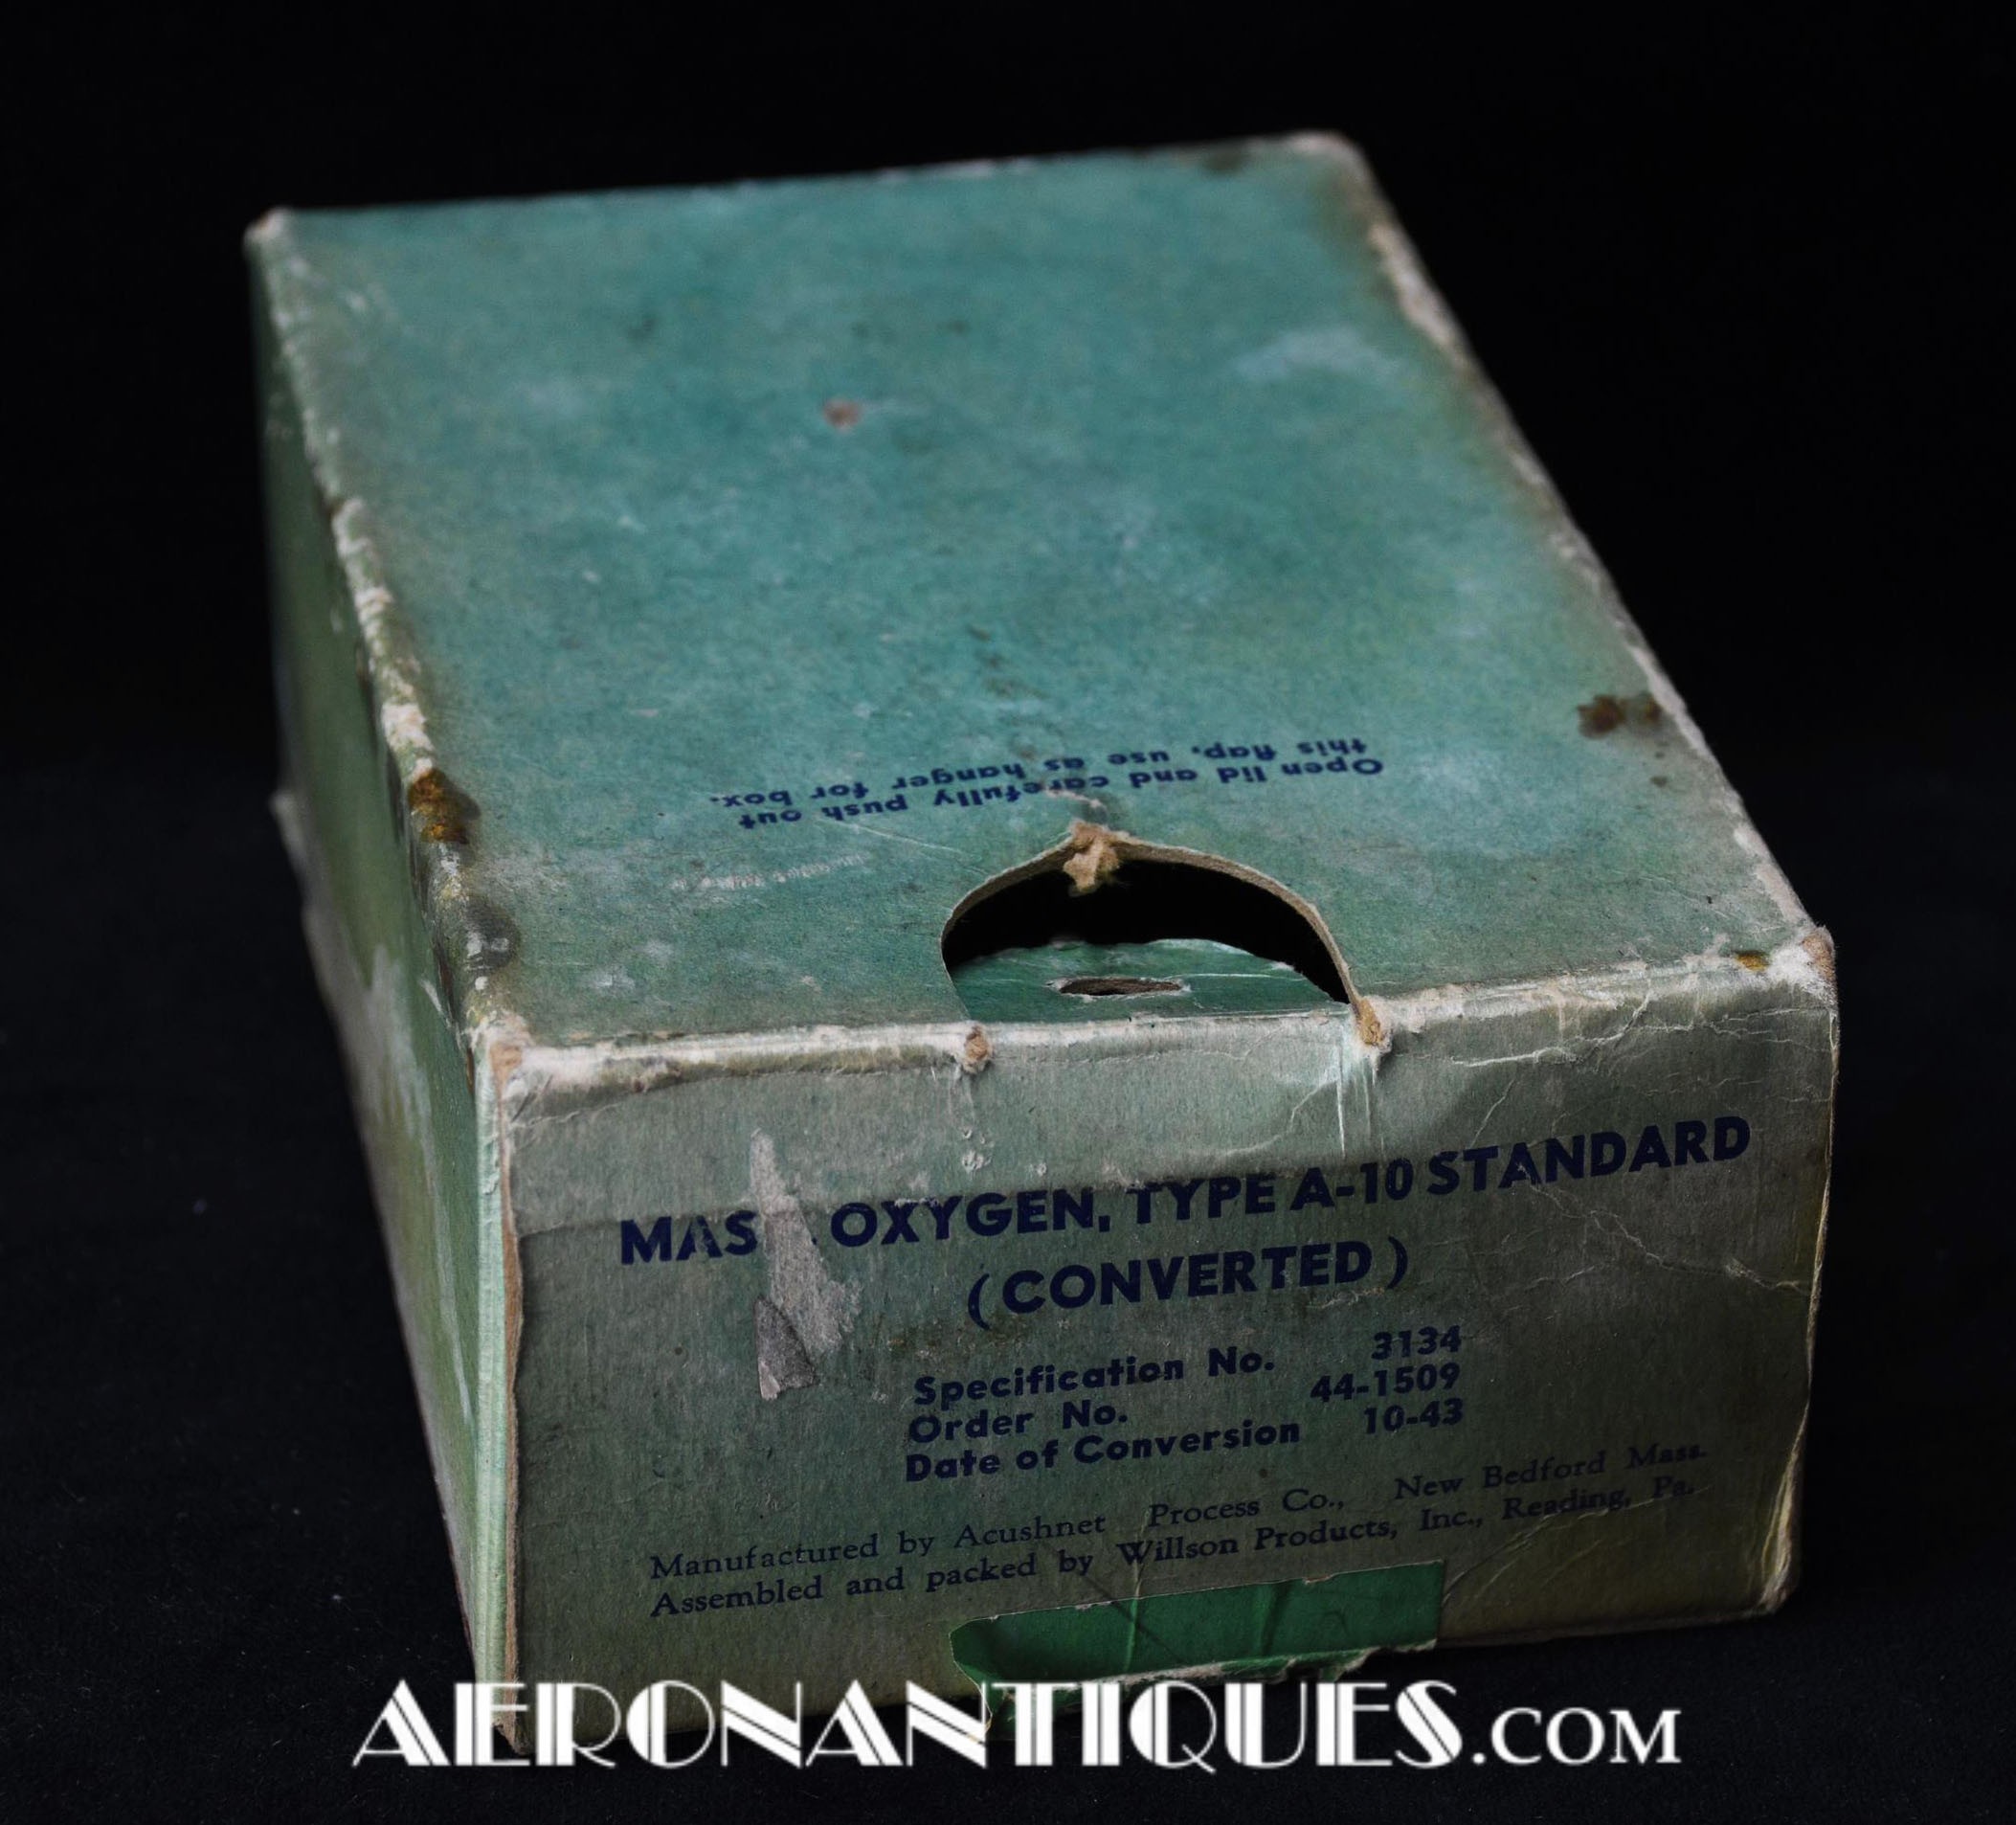 Open lid and carefully push out
this flap, use as hanger for box.
MAS OXYGEN, TYPE A-10 STANDARD
(CONVERTED)
Specification No. 3134
Order No. 44-1509
Date of Conversion 10-43
Manufactured by Acushnet Process Co., New Bedford Mass.
Assembled and packed by Willson Products, Inc., Reading, Pa.
AERONANTIQUES.COM